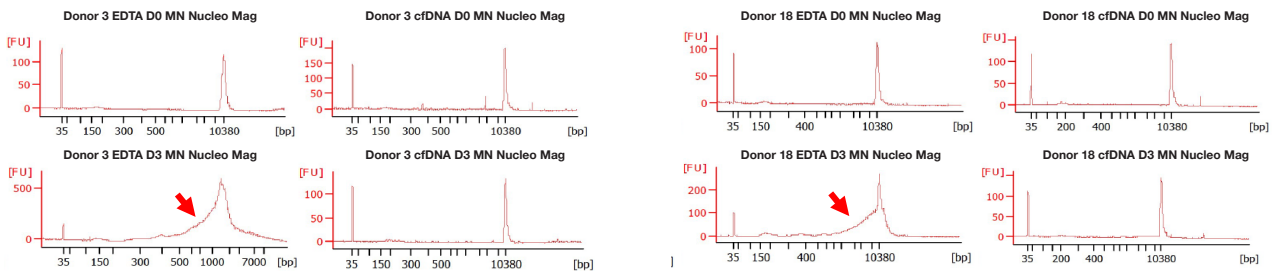 Donor 3 EDTA D0 MN Nucleo Mag
[FU]
100
50
0
35 150 300 500 10380 [bp]
Donor 3 cfDNA D0 MN Nucleo Mag
[FU]
150
100
50
0
35 150 300 500 10380 [bp]
Donor 18 EDTA D0 MN Nucleo Mag
[FU]
100
50
0
35 150 400 10380 [bp]
Donor 18 cfDNA D0 MN Nucleo Mag
[FU]
100
50
0
35 200 400 10380 [bp]
Donor 3 EDTA D3 MN Nucleo Mag
[FU]
500
0
35 150 300 500 1000 7000 [bp]
Donor 3 cfDNA D3 MN Nucleo Mag
[FU]
100
50
0
35 150 300 500 10380 [bp]
Donor 18 EDTA D3 MN Nucleo Mag
[FU]
200
100
0
35 150 400 10380 [bp]
Donor 18 cfDNA D3 MN Nucleo Mag
[FU]
100
50
0
35 200 400 10380 [bp]
]